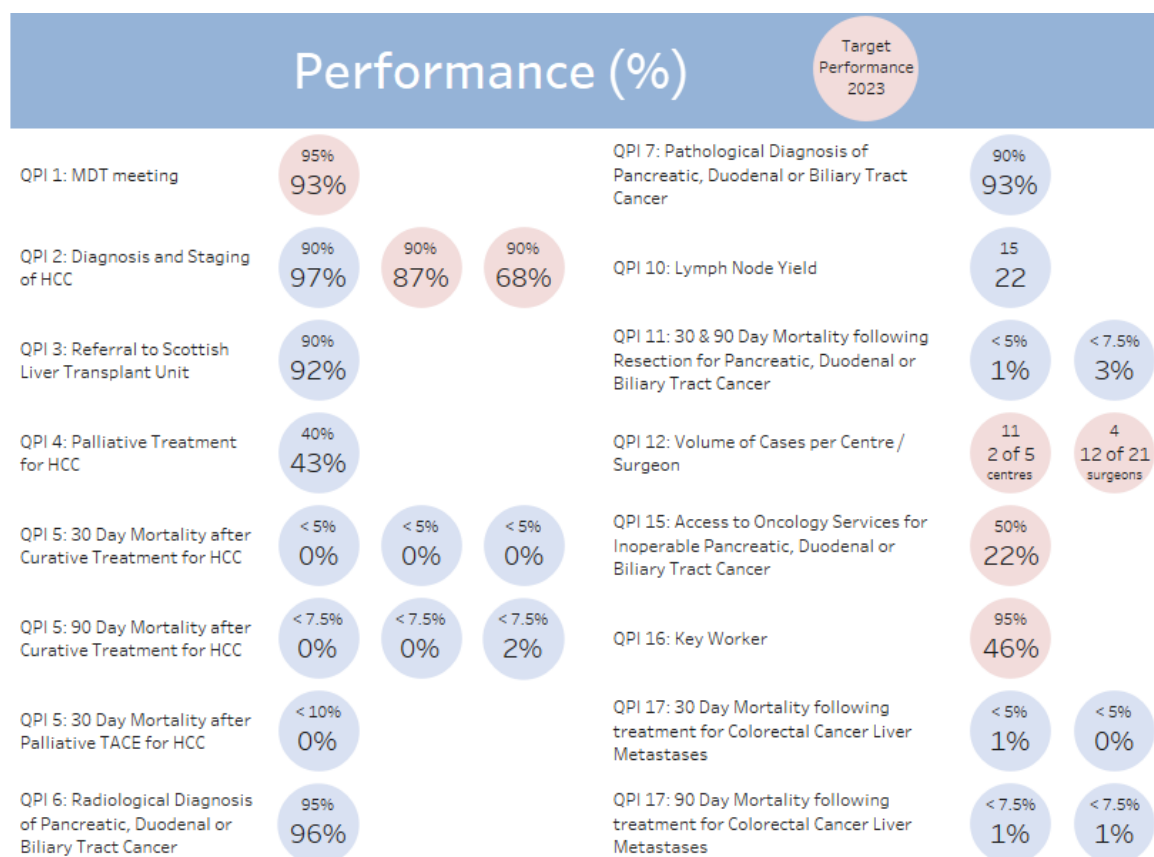 Performance (%)
Target
Performance
2023
QPI 1: MDT meeting
95%
93%
QPI 2: Diagnosis and Staging
of HCC
90%
97%
90%
87%
90%
68%
QPI 3: Referral to Scottish
Liver Transplant Unit
90%
92%
QPI 4: Palliative Treatment
for HCC
40%
43%
QPI 5: 30 Day Mortality after
Curative Treatment for HCC
< 5%
0%
< 5%
0%
< 5%
0%
QPI 5: 90 Day Mortality after
Curative Treatment for HCC
< 7.5%
0%
< 7.5%
0%
< 7.5%
2%
QPI 5: 30 Day Mortality after
Palliative TACE for HCC
< 10%
0%
QPI 6: Radiological Diagnosis
of Pancreatic, Duodenal or
Biliary Tract Cancer
95%
96%
QPI 7: Pathological Diagnosis of
Pancreatic, Duodenal or Biliary Tract
Cancer
90%
93%
QPI 10: Lymph Node Yield
15
22
QPI 11: 30 & 90 Day Mortality following
Resection for Pancreatic, Duodenal or
Biliary Tract Cancer
< 5%
1%
< 7.5%
3%
QPI 12: Volume of Cases per Centre /
Surgeon
11
2 of 5
centres
4
12 of 21
surgeons
QPI 15: Access to Oncology Services for
Inoperable Pancreatic, Duodenal or
Biliary Tract Cancer
50%
22%
QPI 16: Key Worker
95%
46%
QPI 17: 30 Day Mortality following
treatment for Colorectal Cancer Liver
Metastases
< 5%
1%
< 5%
0%
QPI 17: 90 Day Mortality following
treatment for Colorectal Cancer Liver
Metastases
< 7.5%
1%
< 7.5%
1%